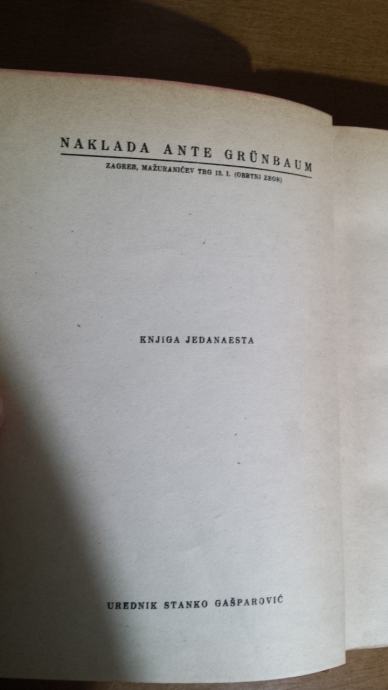 NAKLADA ANTE GRÜNBAUM
ZAGREB, MAŽURANIĆEV TRG 13. I. (OBRTNI ZBOR)
KNJIGA JEDANAESTA
UREDNIK STANKO GAŠPAROVIĆ